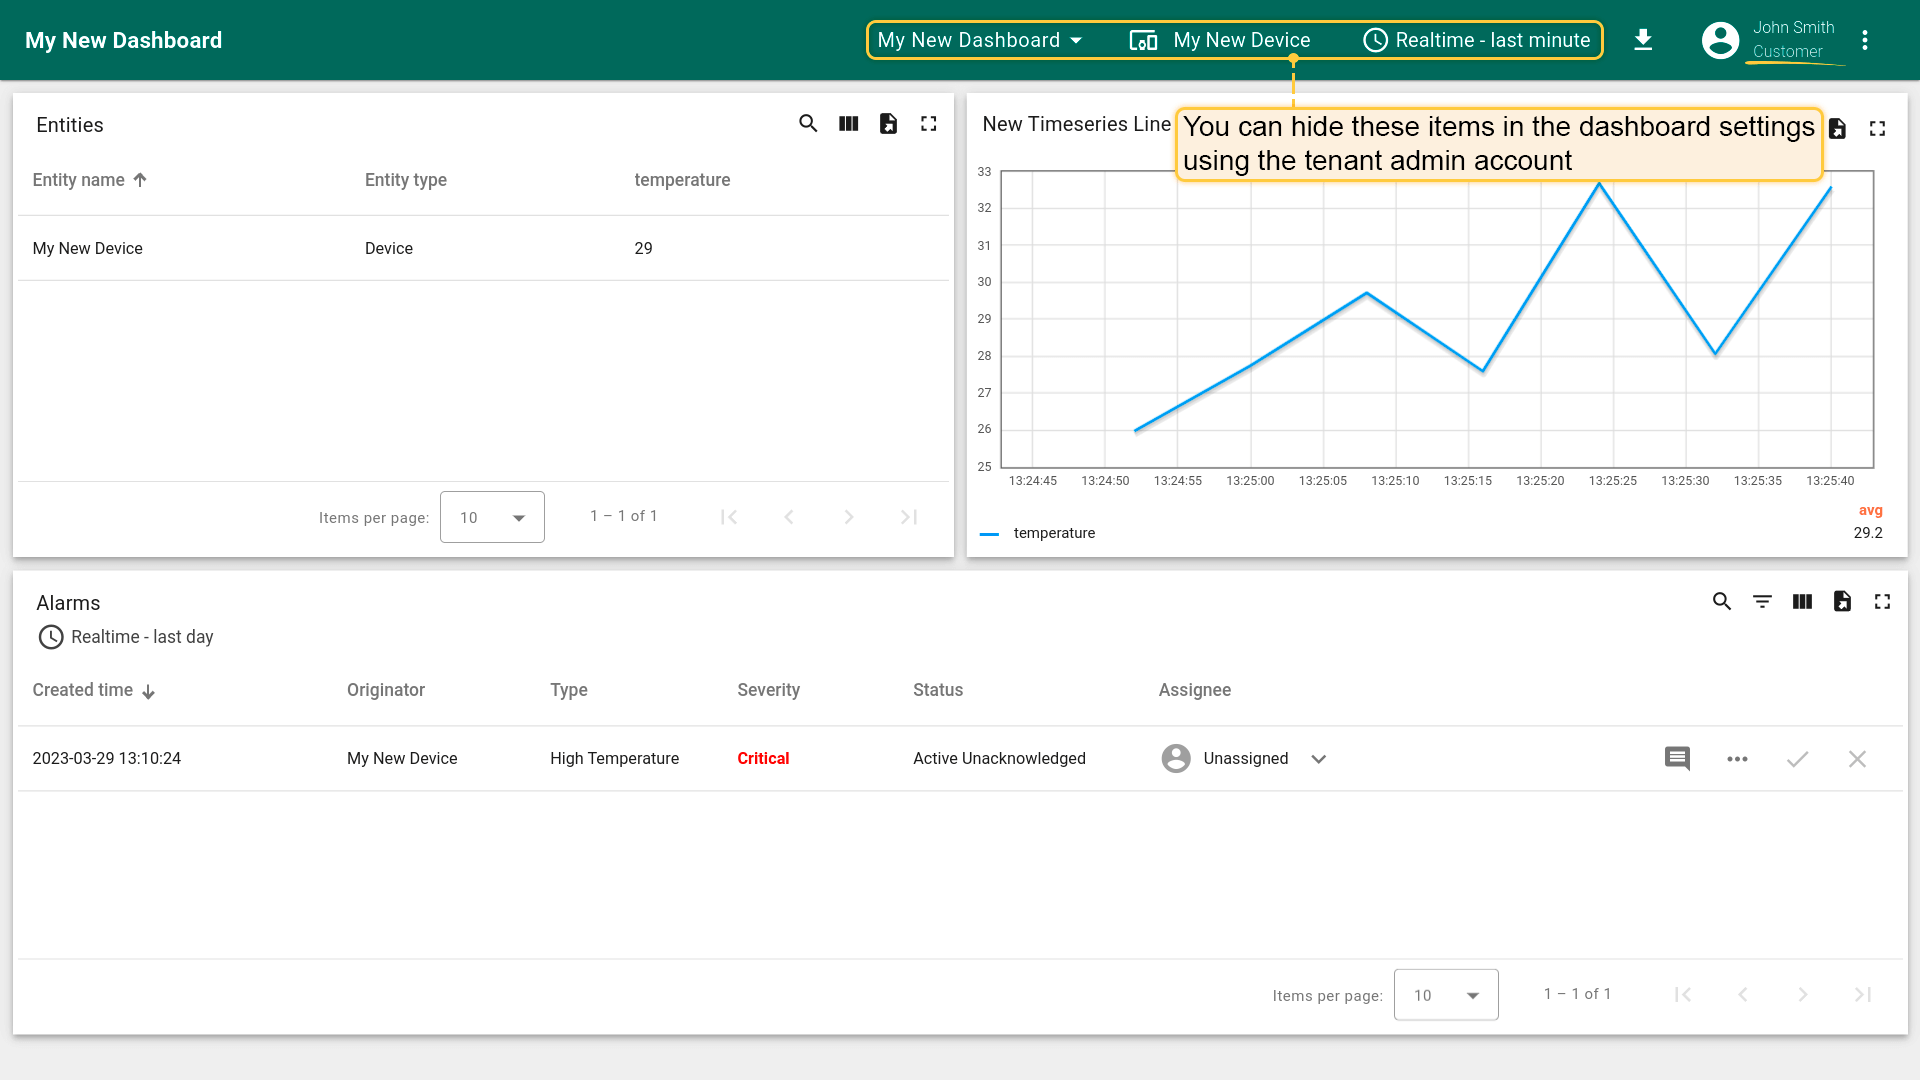 My New Dashboard
My New Dashboard
My New Device
Realtime - last minute
John Smith
Customer
Entities
Entity name
Entity type
temperature
My New Device
Device
29
Items per page:
10
1 – 1 of 1
New Timeseries Line
You can hide these items in the dashboard settings
using the tenant admin account
33
32
31
30
29
28
27
26
25
13:24:45
13:24:50
13:24:55
13:25:00
13:25:05
13:25:10
13:25:15
13:25:20
13:25:25
13:25:30
13:25:35
13:25:40
avg
temperature
29.2
Alarms
Realtime - last day
Created time
Originator
Type
Severity
Status
Assignee
2023-03-29 13:10:24
My New Device
High Temperature
Critical
Active Unacknowledged
Unassigned
Items per page:
10
1 – 1 of 1